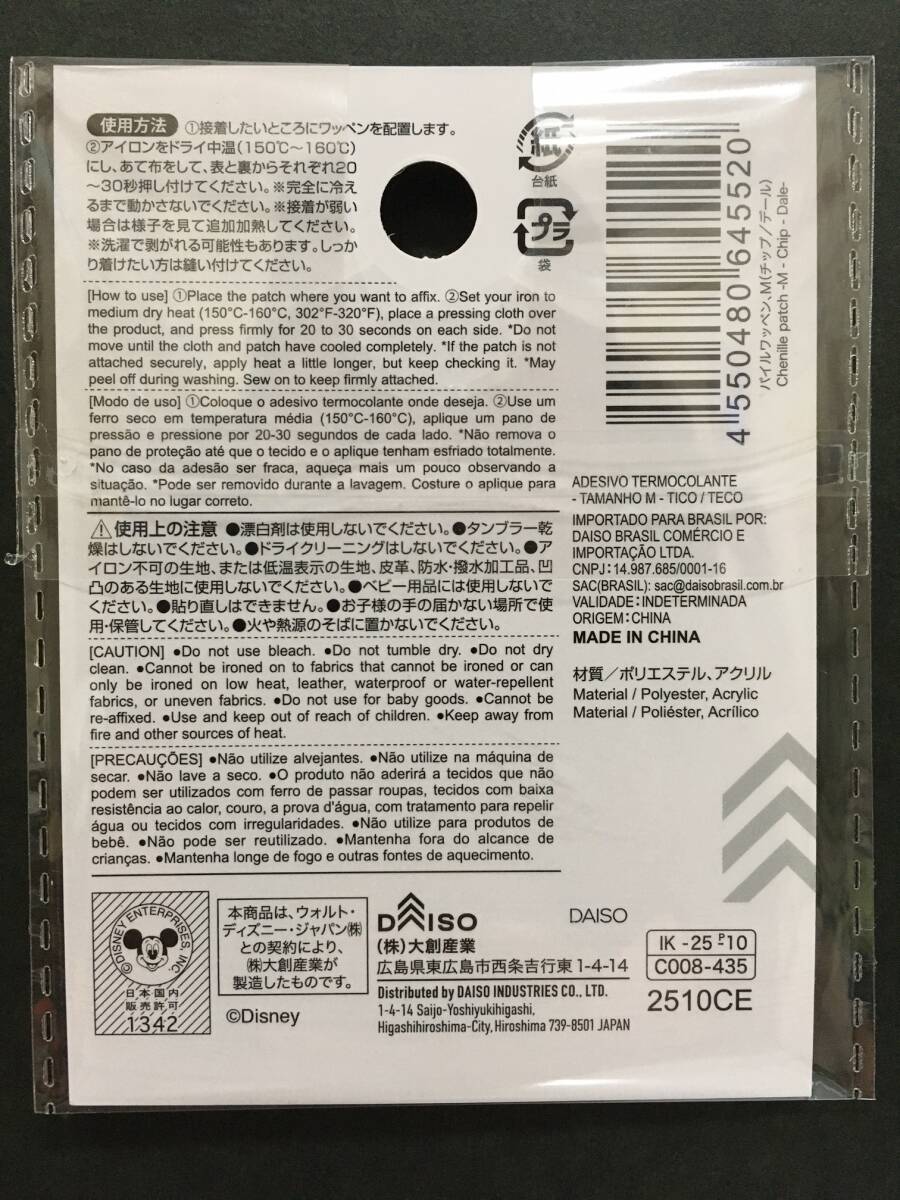 使用方法 ①接着したいところにワッペンを配置します。
②アイロンをドライ中温(150℃～160℃)
にし、あて布をして、表と裏からそれぞれ20
～30秒押し付けてください。※完全に冷え
るまで動かさないでください。※接着が弱い
場合は様子を見て追加加熱してください。
※洗濯で剥がれる可能性もあります。しっか
り着けたい方は縫い付けてください。
[How to use] ①Place the patch where you want to affix. ②Set your iron to
medium dry heat (150°C-160°C, 302°F-320°F), place a pressing cloth over
the product, and press firmly for 20 to 30 seconds on each side. *Do not
move until the cloth and patch have cooled completely. *If the patch is not
attached securely, apply heat a little longer, but keep checking it. *May
peel off during washing. Sew on to keep firmly attached.
[Modo de uso] ①Coloque o adesivo termocolante onde deseja. ②Use um
ferro seco em temperatura média (150°C-160°C), aplique um pano de
pressão e pressione por 20-30 segundos de cada lado. *Não remova o
pano de proteção até que o tecido e o aplique tenham esfriado totalmente.
*No caso da adesão ser fraca, aqueça mais um pouco observando a
situação. *Pode ser removido durante a lavagem. Costure o aplique para
mantê-lo no lugar correto.
⚠使用上の注意 ●漂白剤は使用しないでください。●タンブラー乾
燥はしないでください。●ドライクリーニングはしないでください。●ア
イロン不可の生地、または低温表示の生地、皮革、防水・撥水加工品、凹
凸のある生地に使用しないでください。●ベビー用品には使用しないで
ください。●貼り直しはできません。●お子様の手の届かない場所で使
用・保管してください。●火や熱源のそばに置かないでください。
[CAUTION] ●Do not use bleach. ●Do not tumble dry. ●Do not dry
clean. ●Cannot be ironed on to fabrics that cannot be ironed or can
only be ironed on low heat, leather, waterproof or water-repellent
fabrics, or uneven fabrics. ●Do not use for baby goods. ●Cannot be
re-affixed. ●Use and keep out of reach of children. ●Keep away from
fire and other sources of heat.
[PRECAUÇÕES] ●Não utilize alvejantes. ●Não utilize na máquina de
secar. ●Não lave a seco. ●O produto não aderirá a tecidos que não
podem ser utilizados com ferro de passar roupas, tecidos com baixa
resistência ao calor, couro, a prova d'água, com tratamento para repelir
água ou tecidos com irregularidades. ●Não utilize para produtos de
bebê. ●Não pode ser reutilizado. ●Mantenha fora do alcance de
crianças. ●Mantenha longe de fogo e outras fontes de aquecimento.
紙
台紙
プラ
袋
4 550480 645520
パイルワッペン、M(チップ/デール)
Chenille patch -M - Chip - Dale-
ADESIVO TERMOCOLANTE
- TAMANHO M - TICO / TECO
IMPORTADO PARA BRASIL POR:
DAISO BRASIL COMÉRCIO E
IMPORTAÇÃO LTDA.
CNPJ:14.987.685/0001-16
SAC(BRASIL): sac@daisobrasil.com.br
VALIDADE:INDETERMINADA
ORIGEM:CHINA
MADE IN CHINA
材質/ポリエステル、アクリル
Material / Polyester, Acrylic
Material / Poliéster, Acrílico
©DISNEY ENTERPRISES, INC.
日本国内
販売許可
1342
本商品は、ウォルト・
ディズニー・ジャパン㈱
との契約により、
㈱大創産業が
製造したものです。
©Disney
DAISO
(株)大創産業
広島県東広島市西条吉行東1-4-14
Distributed by DAISO INDUSTRIES CO., LTD.
1-4-14 Saijo-Yoshiyukihigashi,
Higashihiroshima-City, Hiroshima 739-8501 JAPAN
DAISO
IK -25 P-10
C008-435
2510CE